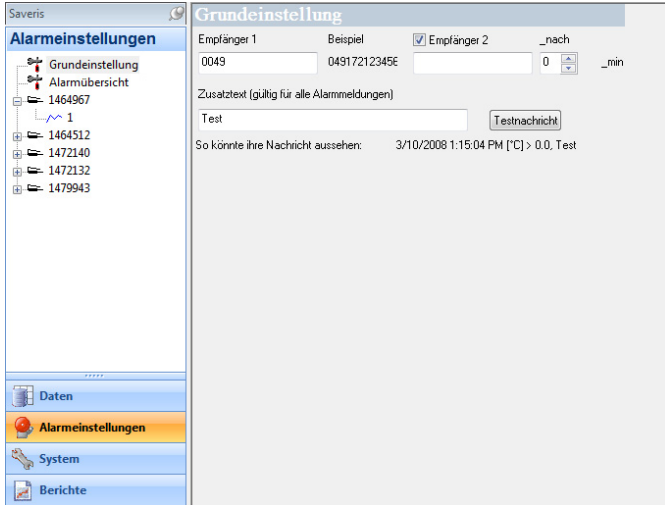 Saveris
Alarmeinstellungen
Grundeinstellung
Alarmübersicht
1464967
1
1464512
1472140
1472132
1479943
Daten
Alarmeinstellungen
System
Berichte
Grundeinstellung
Empfänger 1 Beispiel Empfänger 2 _nach
0049 04917212345 0 _min
Zusatztext (gültig für alle Alarmmeldungen)
Test Testnachricht
So könnte ihre Nachricht aussehen: 3/10/2008 1:15:04 PM [°C] > 0.0, Test